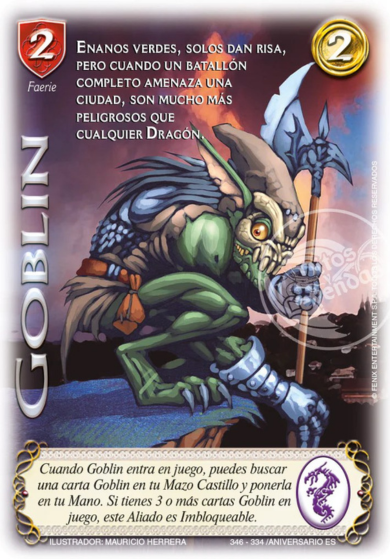 2
2
Faerie
ENANOS VERDES, SOLOS DAN RISA,
PERO CUANDO UN BATALLÓN
COMPLETO AMENAZA UNA
CIUDAD, SON MUCHO MÁS
PELIGROSOS QUE
CUALQUIER DRAGÓN.
GOBLIN
Cuando Goblin entra en juego, puedes buscar
una carta Goblin en tu Mazo Castillo y ponerla
en tu Mano. Si tienes 3 o más cartas Goblin en
juego, este Aliado es Imbloqueable.
ILUSTRADOR: MAURICIO HERRERA 346 - 334 /ANIVERSARIO ES
© FENIX ENTERTAINMENT RESERVADOS